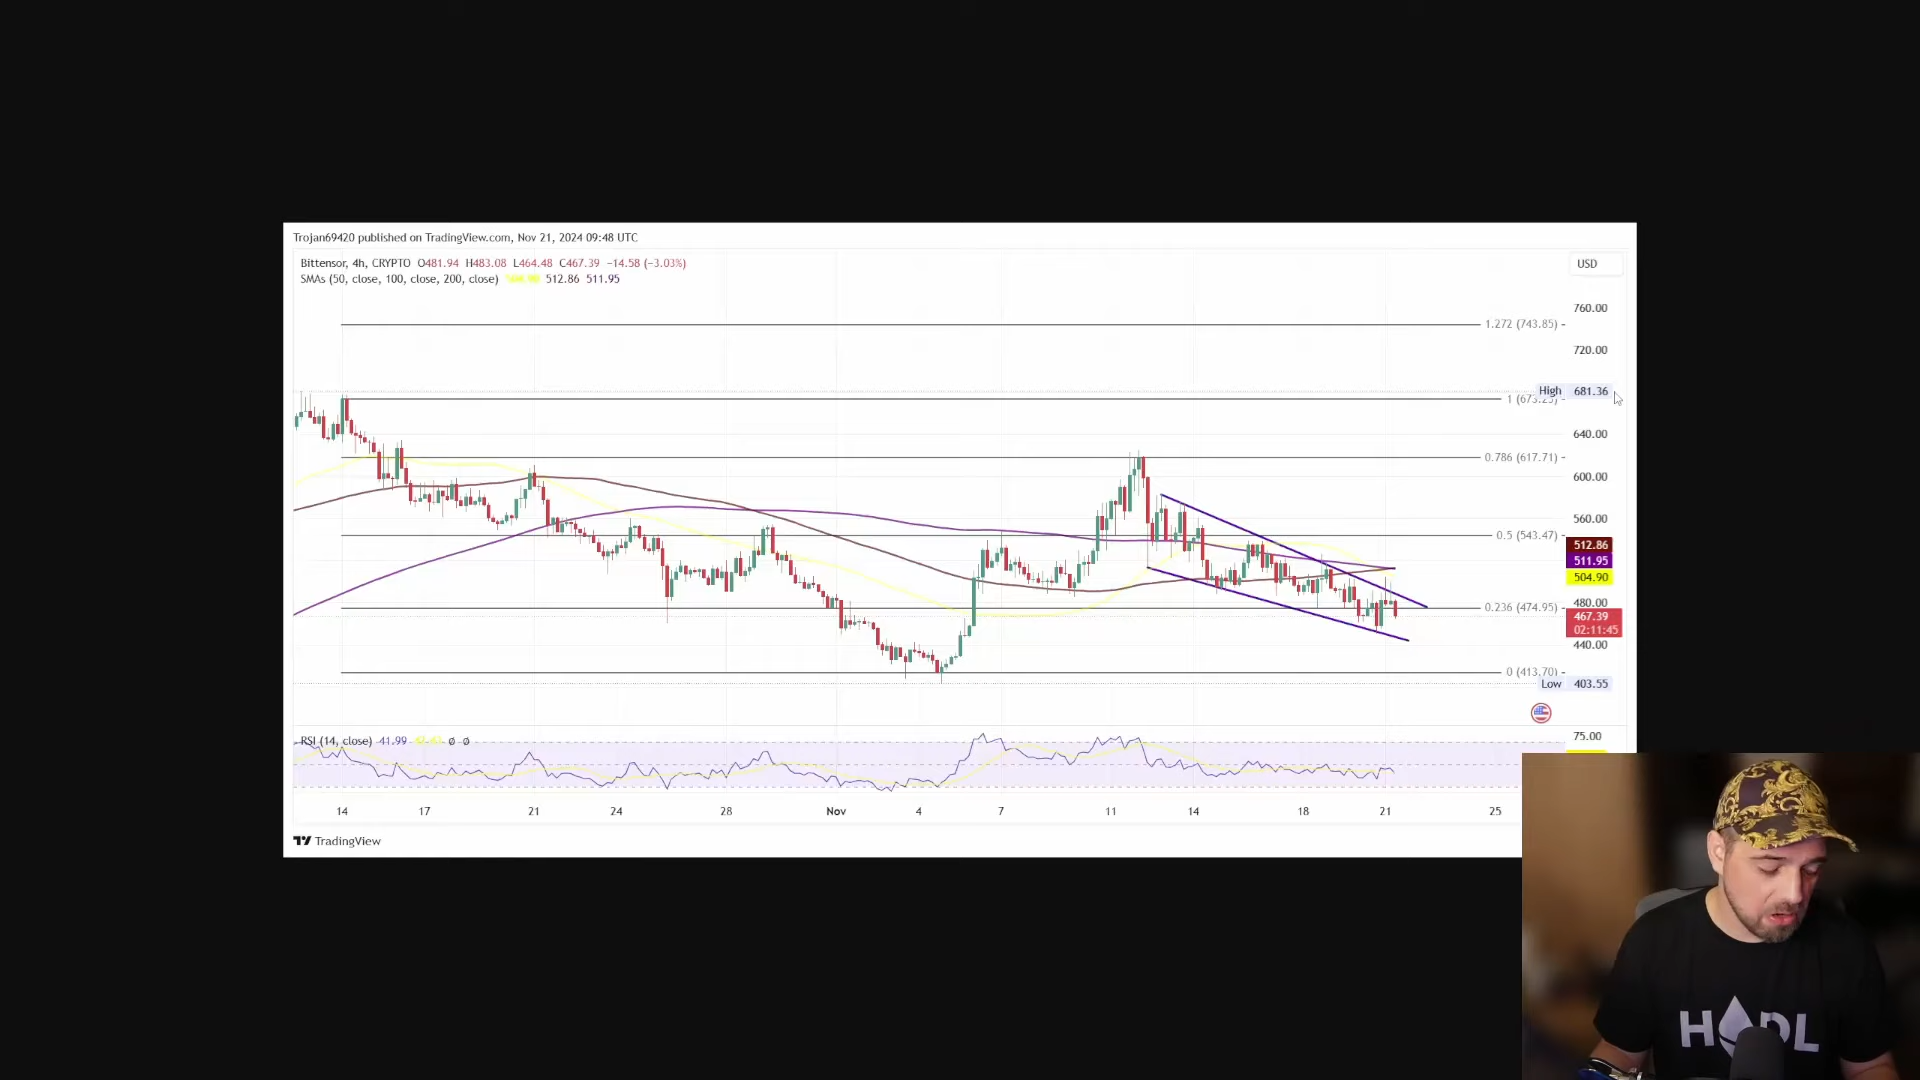 Trojan69420 published on TradingView.com, Nov 21, 2024 09:48 UTC
Bittensor, 4h, CRYPTO O481.94 H483.08 L464.48 C467.39 −14.58 (−3.03%)
SMAs (50, close, 100, close, 200, close) 512.86 511.95
USD
760.00
1.272 (743.85)
720.00
High 681.36
1 (673.23)
640.00
0.786 (617.71)
600.00
560.00
0.5 (543.47)
512.86
511.95
504.90
480.00
0.236 (474.95)
467.39
02:11:45
440.00
0 (413.70)
Low 403.55
RSI (14, close) 41.99 ø ø
75.00
14 17 21 24 28 Nov 4 7 11 14 18 21 25
TradingView
HODL